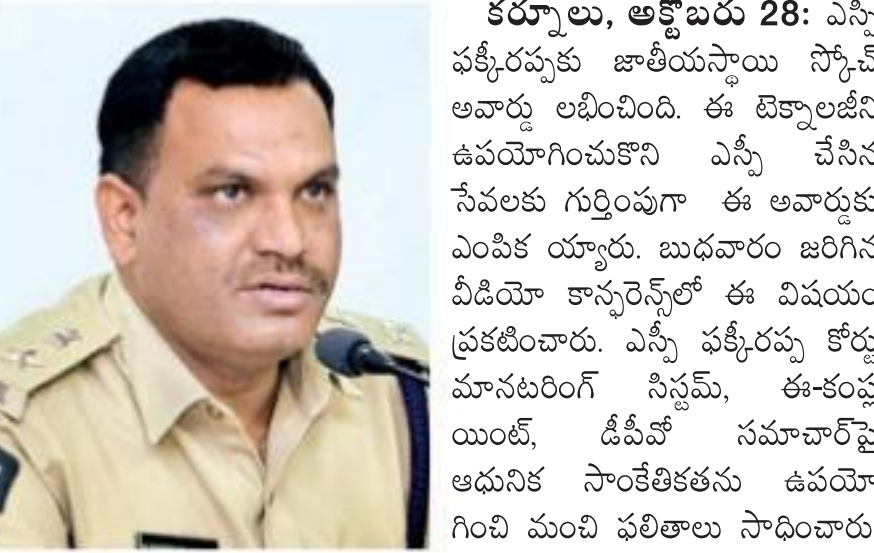 కర్నూలు, అక్టోబరు 28: ఎస్పీ
ఫక్కీరప్పకు జాతీయస్థాయి స్కోచ్
అవార్డు లభించింది. ఈ టెక్నాలజీని
ఉపయోగించుకొని ఎస్పీ చేసిన
సేవలకు గుర్తింపుగా ఈ అవార్డుకు
ఎంపిక య్యారు. బుధవారం జరిగిన
వీడియో కాన్ఫరెన్స్‌లో ఈ విషయం
ప్రకటించారు. ఎస్పీ ఫక్కీరప్ప కోర్టు
మానటరింగ్ సిస్టమ్, ఈ-కంప్ల
యింట్, డీపీవో సమాచార్‌పై
ఆధునిక సాంకేతికతను ఉపయో
గించి మంచి ఫలితాలు సాధించారు